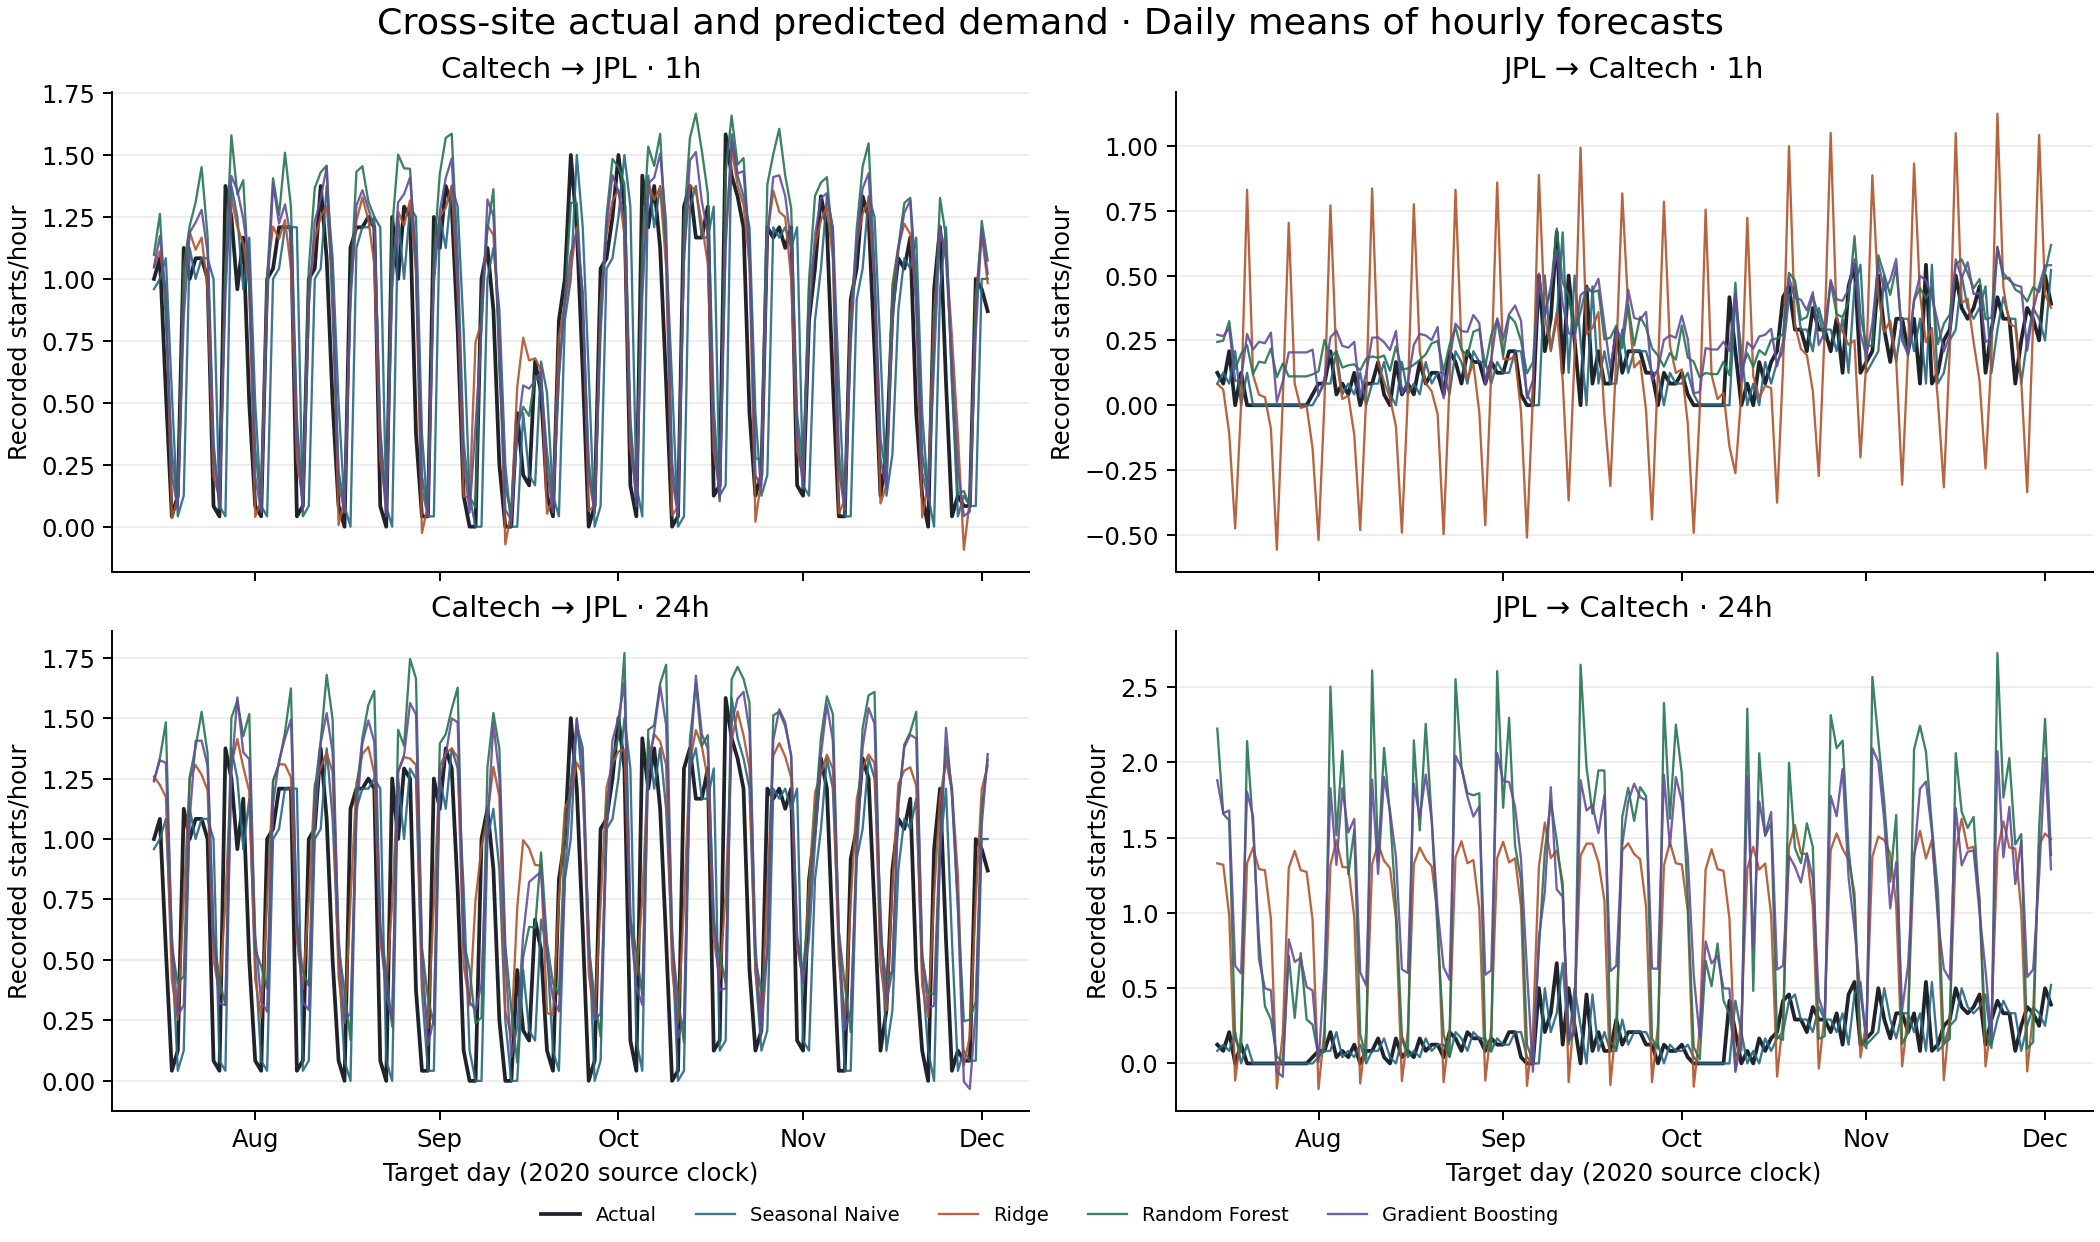 Cross-site actual and predicted demand · Daily means of hourly forecasts
Caltech → JPL · 1h
Recorded starts/hour
1.75
1.50
1.25
1.00
0.75
0.50
0.25
0.00
JPL → Caltech · 1h
Recorded starts/hour
1.00
0.75
0.50
0.25
0.00
−0.25
−0.50
Caltech → JPL · 24h
Recorded starts/hour
1.75
1.50
1.25
1.00
0.75
0.50
0.25
0.00
Aug Sep Oct Nov Dec
Target day (2020 source clock)
JPL → Caltech · 24h
Recorded starts/hour
2.5
2.0
1.5
1.0
0.5
0.0
Aug Sep Oct Nov Dec
Target day (2020 source clock)
Actual Seasonal Naive Ridge Random Forest Gradient Boosting